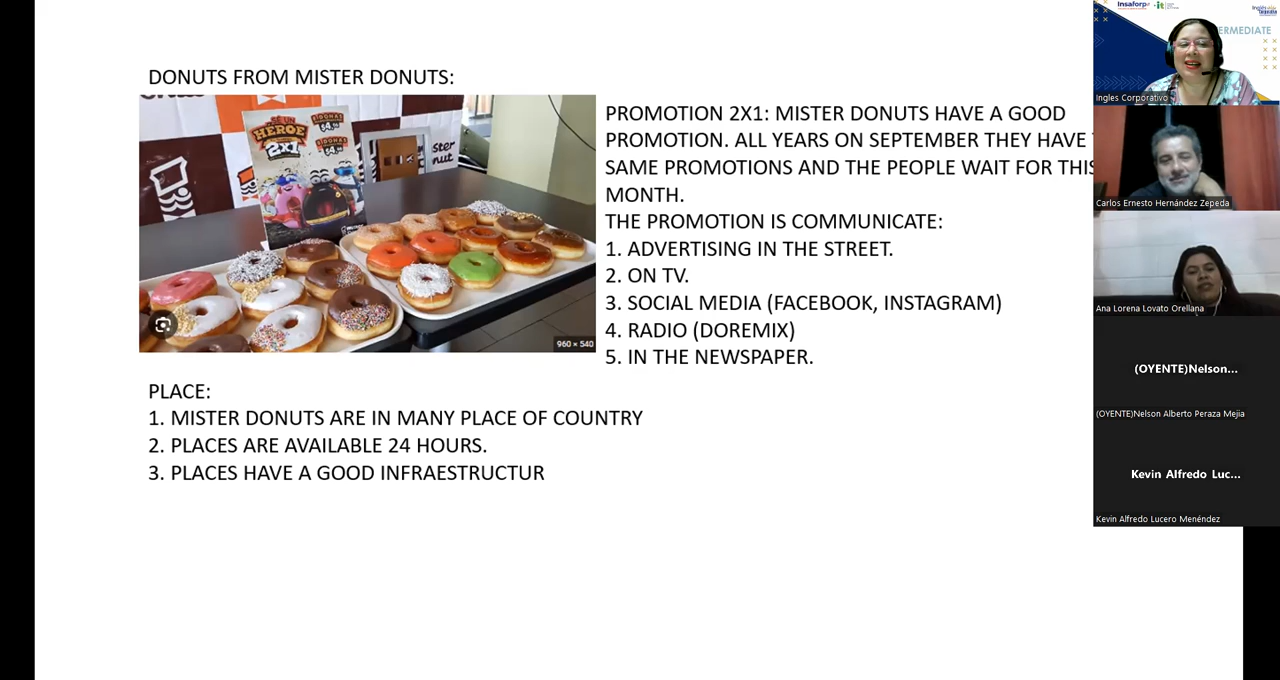 DONUTS FROM MISTER DONUTS:
PROMOTION 2X1: MISTER DONUTS HAVE A GOOD
PROMOTION. ALL YEARS ON SEPTEMBER THEY HAVE
SAME PROMOTIONS AND THE PEOPLE WAIT FOR THIS
MONTH.
THE PROMOTION IS COMMUNICATE:
1. ADVERTISING IN THE STREET.
2. ON TV.
3. SOCIAL MEDIA (FACEBOOK, INSTAGRAM)
4. RADIO (DOREMIX)
5. IN THE NEWSPAPER.
HEROE
2X1
ster
nut
960 × 540
PLACE:
1. MISTER DONUTS ARE IN MANY PLACE OF COUNTRY
2. PLACES ARE AVAILABLE 24 HOURS.
3. PLACES HAVE A GOOD INFRAESTRUCTUR
Insaforp
ERMEDIATE
Ingles Corporativo
Carlos Ernesto Hernández Zepeda
Ana Lorena Lovato Orellana
(OYENTE)Nelson...
(OYENTE)Nelson Alberto Peraza Mejia
Kevin Alfredo Luc...
Kevin Alfredo Lucero Menéndez